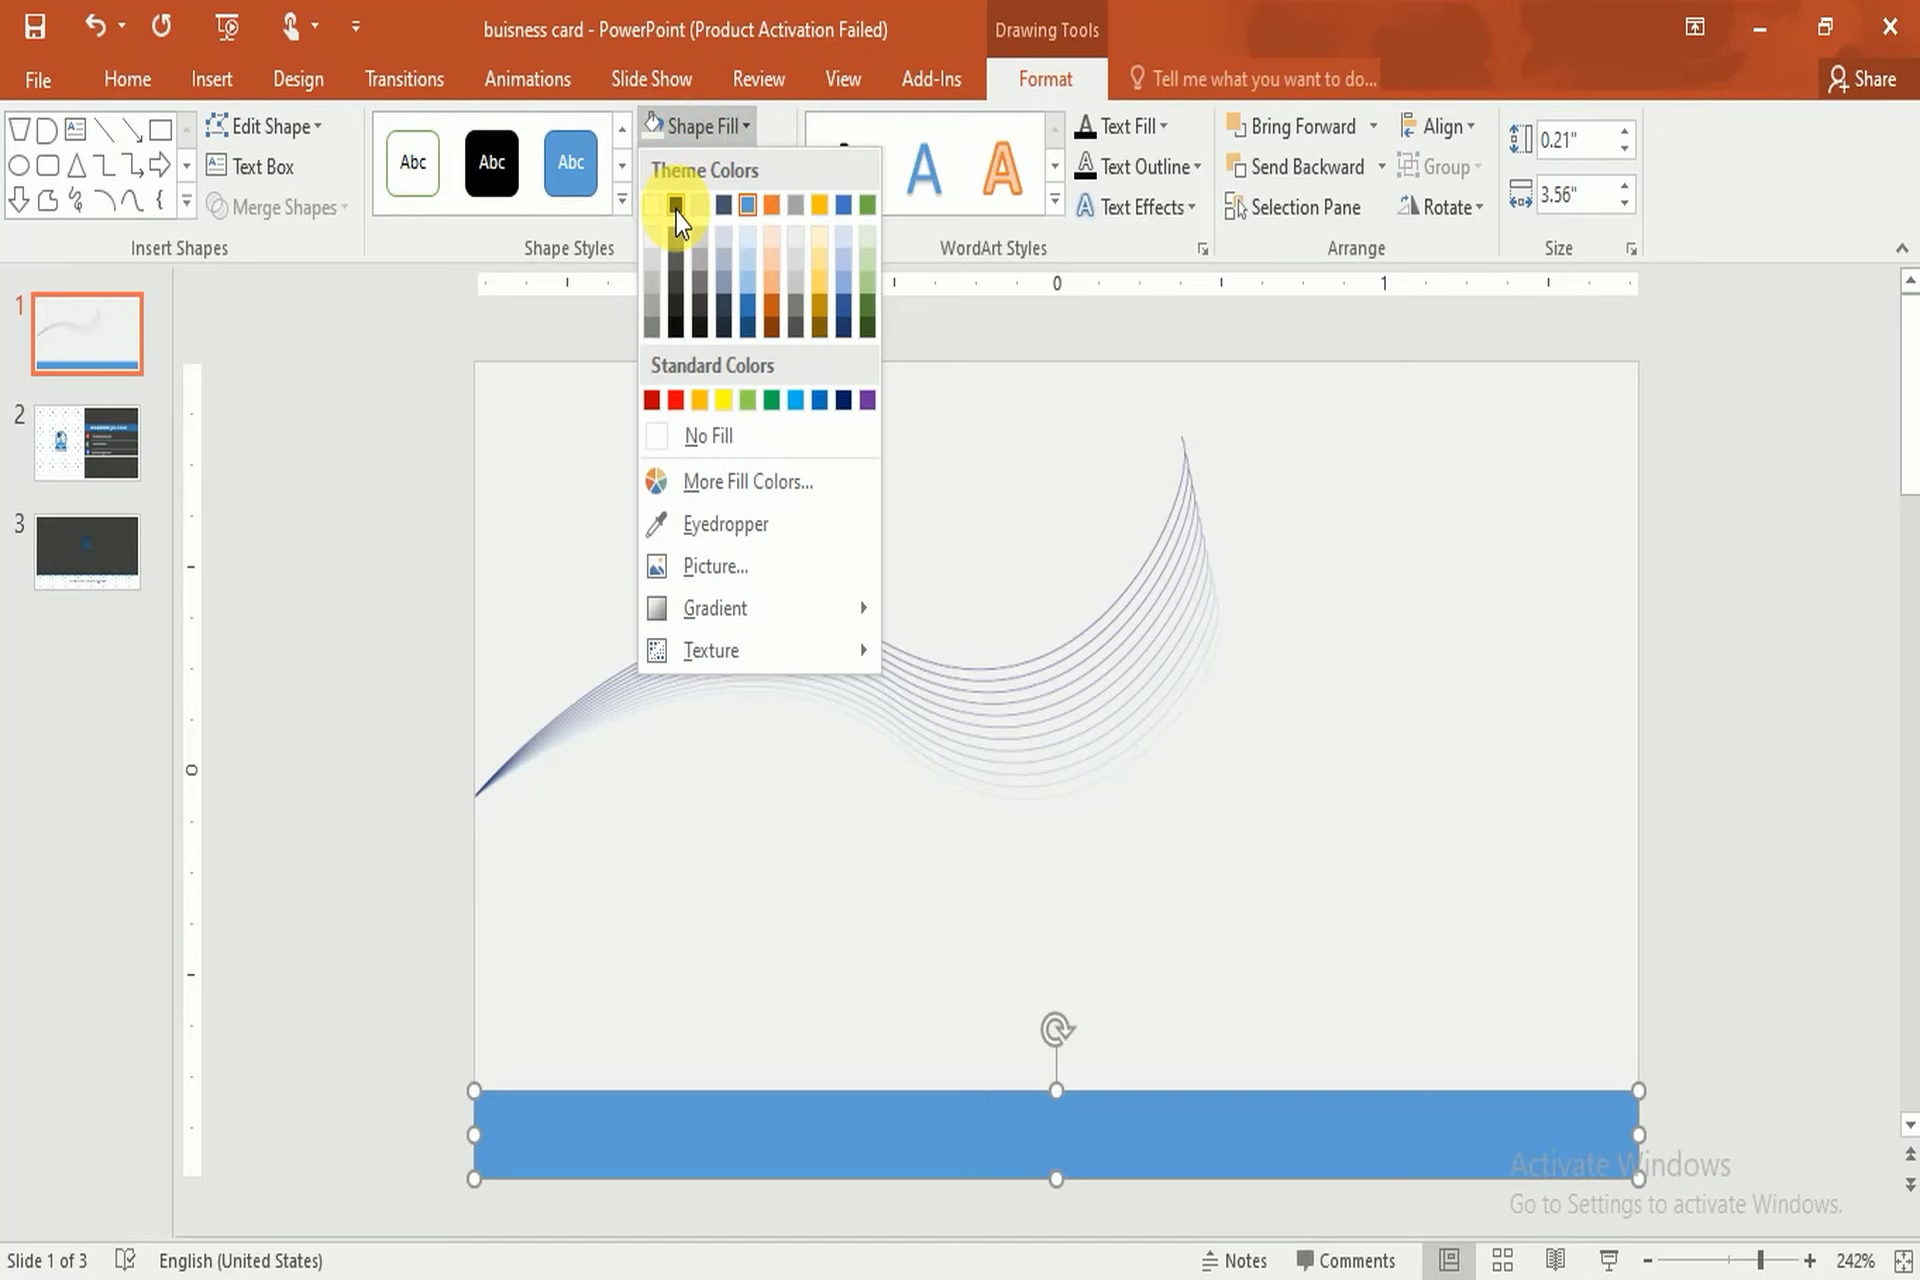 buisness card - PowerPoint (Product Activation Failed)
Drawing Tools
File
Home
Insert
Design
Transitions
Animations
Slide Show
Review
View
Add-Ins
Format
Tell me what you want to do...
Share
Edit Shape
Text Box
Merge Shapes
Insert Shapes
Abc
Abc
Abc
Shape Styles
Shape Fill
Theme Colors
Standard Colors
No Fill
More Fill Colors...
Eyedropper
Picture...
Gradient
Texture
A
A
Text Fill
Text Outline
Text Effects
WordArt Styles
Bring Forward
Send Backward
Selection Pane
Align
Group
Rotate
Arrange
0.21"
3.56"
Size
0
1
0
1
2
3
Activate Windows
Go to Settings to activate Windows.
Slide 1 of 3
English (United States)
Notes
Comments
242%